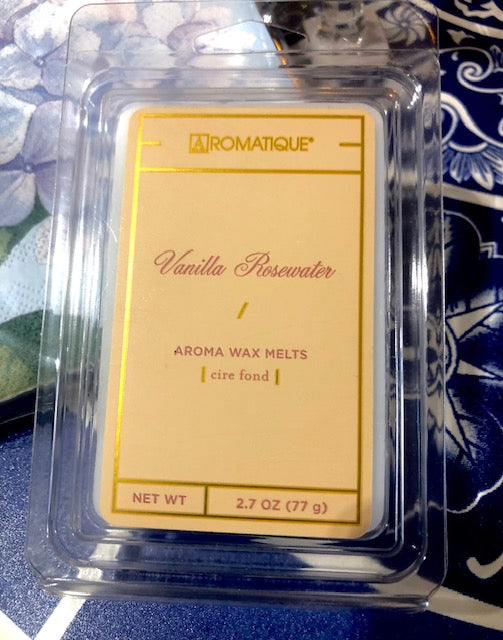 AROMATIQUE®
Vanilla Rosewater
/
AROMA WAX MELTS
| cire fond |
NET WT
2.7 OZ (77 g)